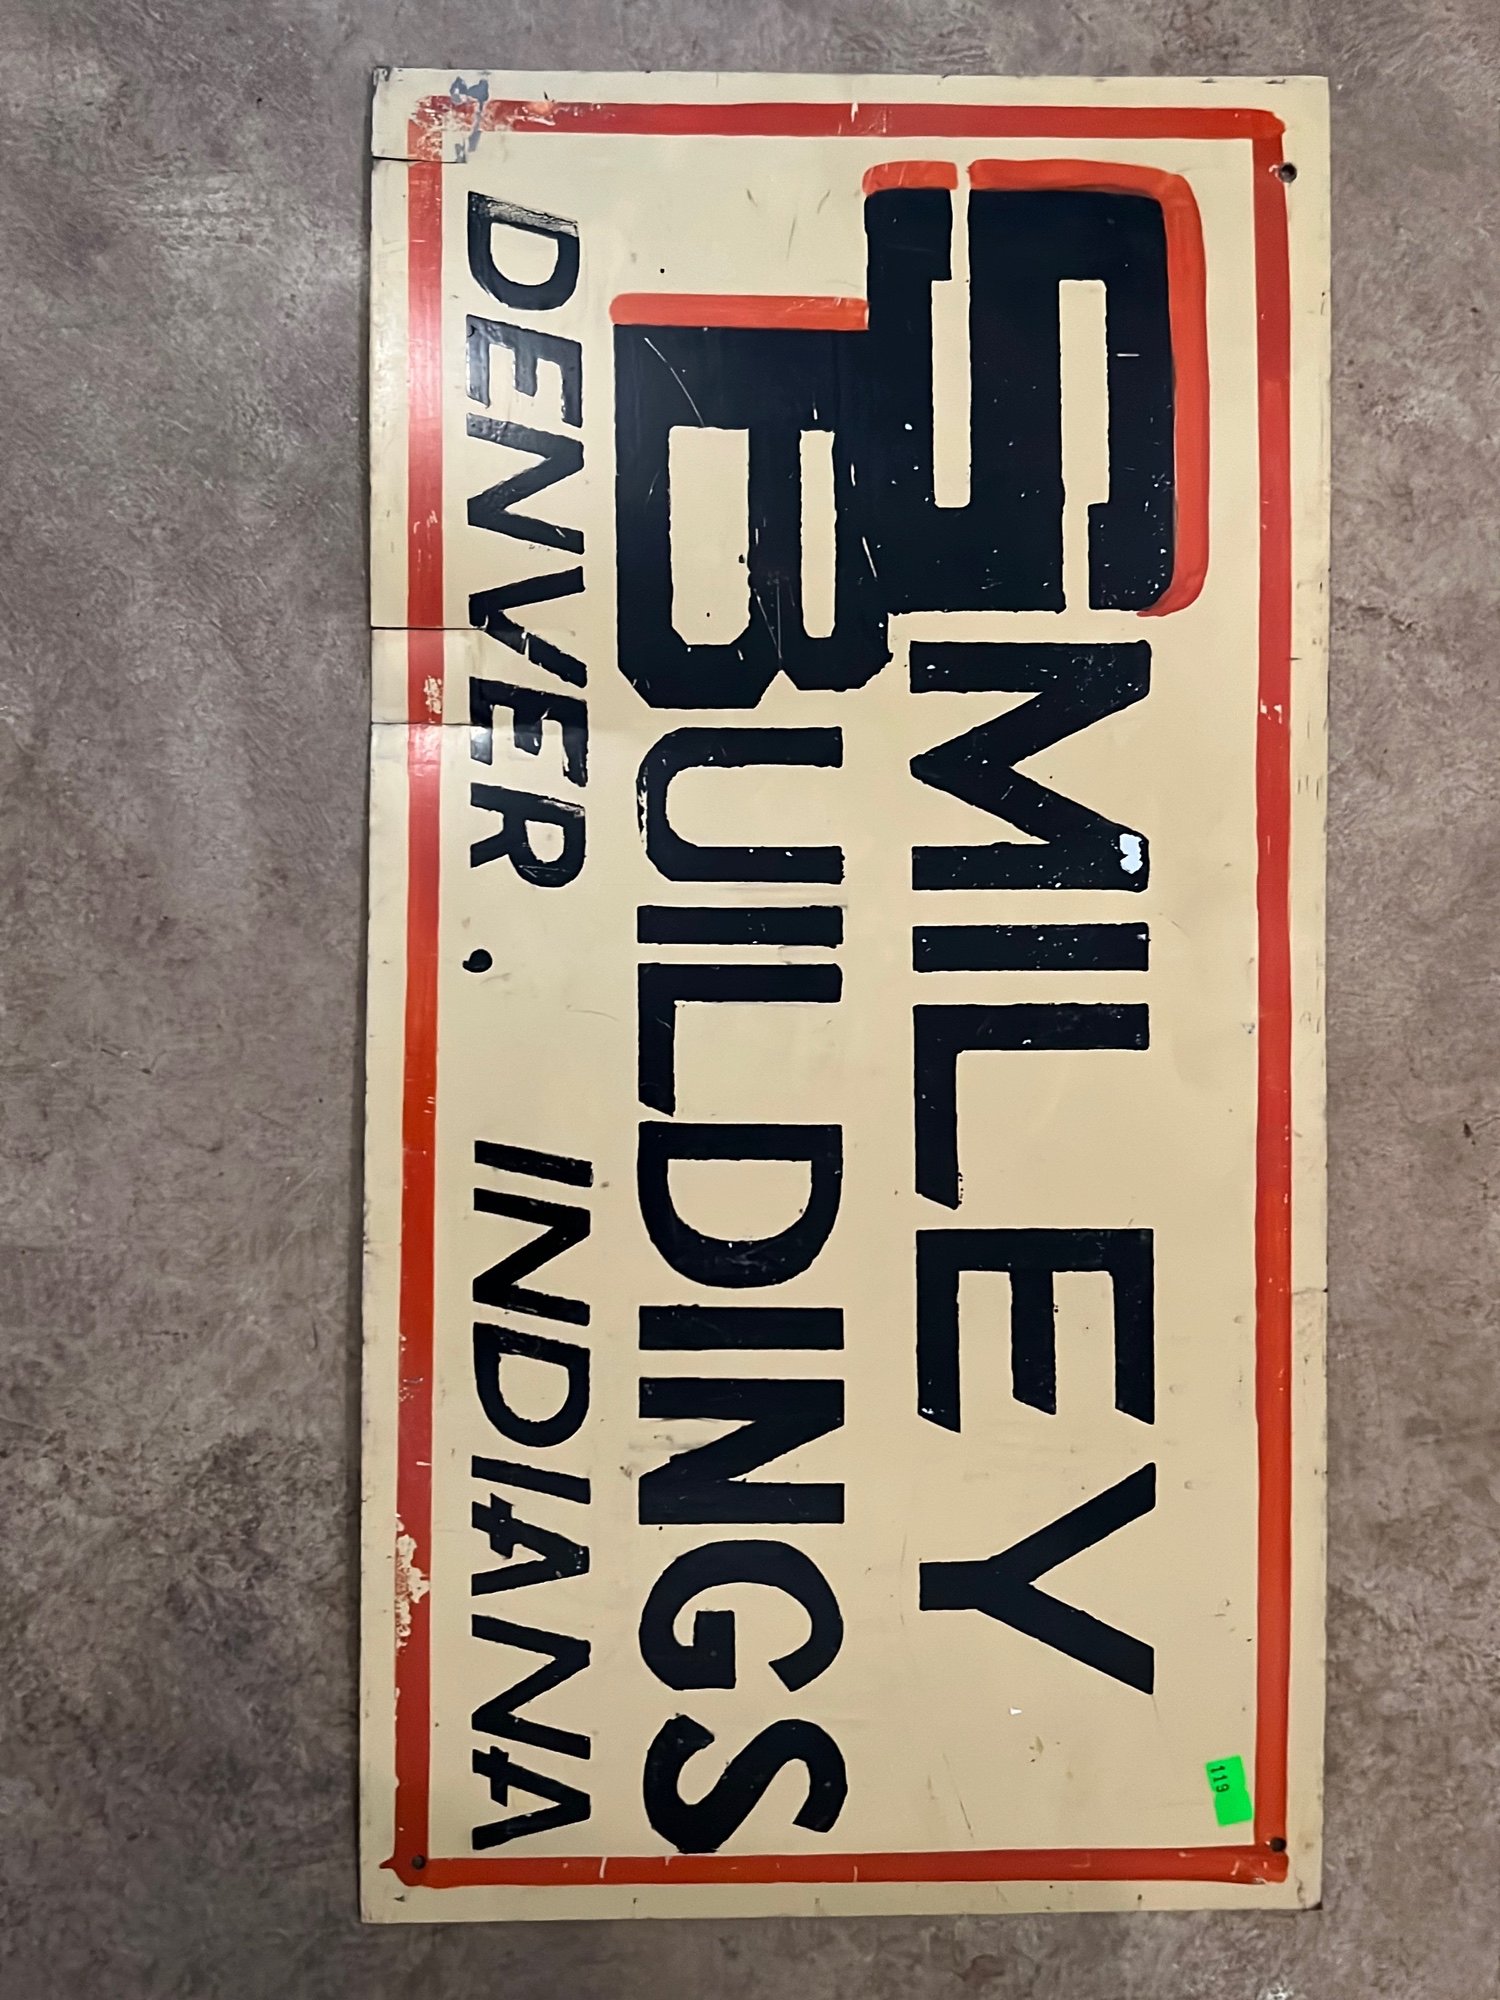 SMILEY
BUILDINGS
DENVER, INDIANA
119